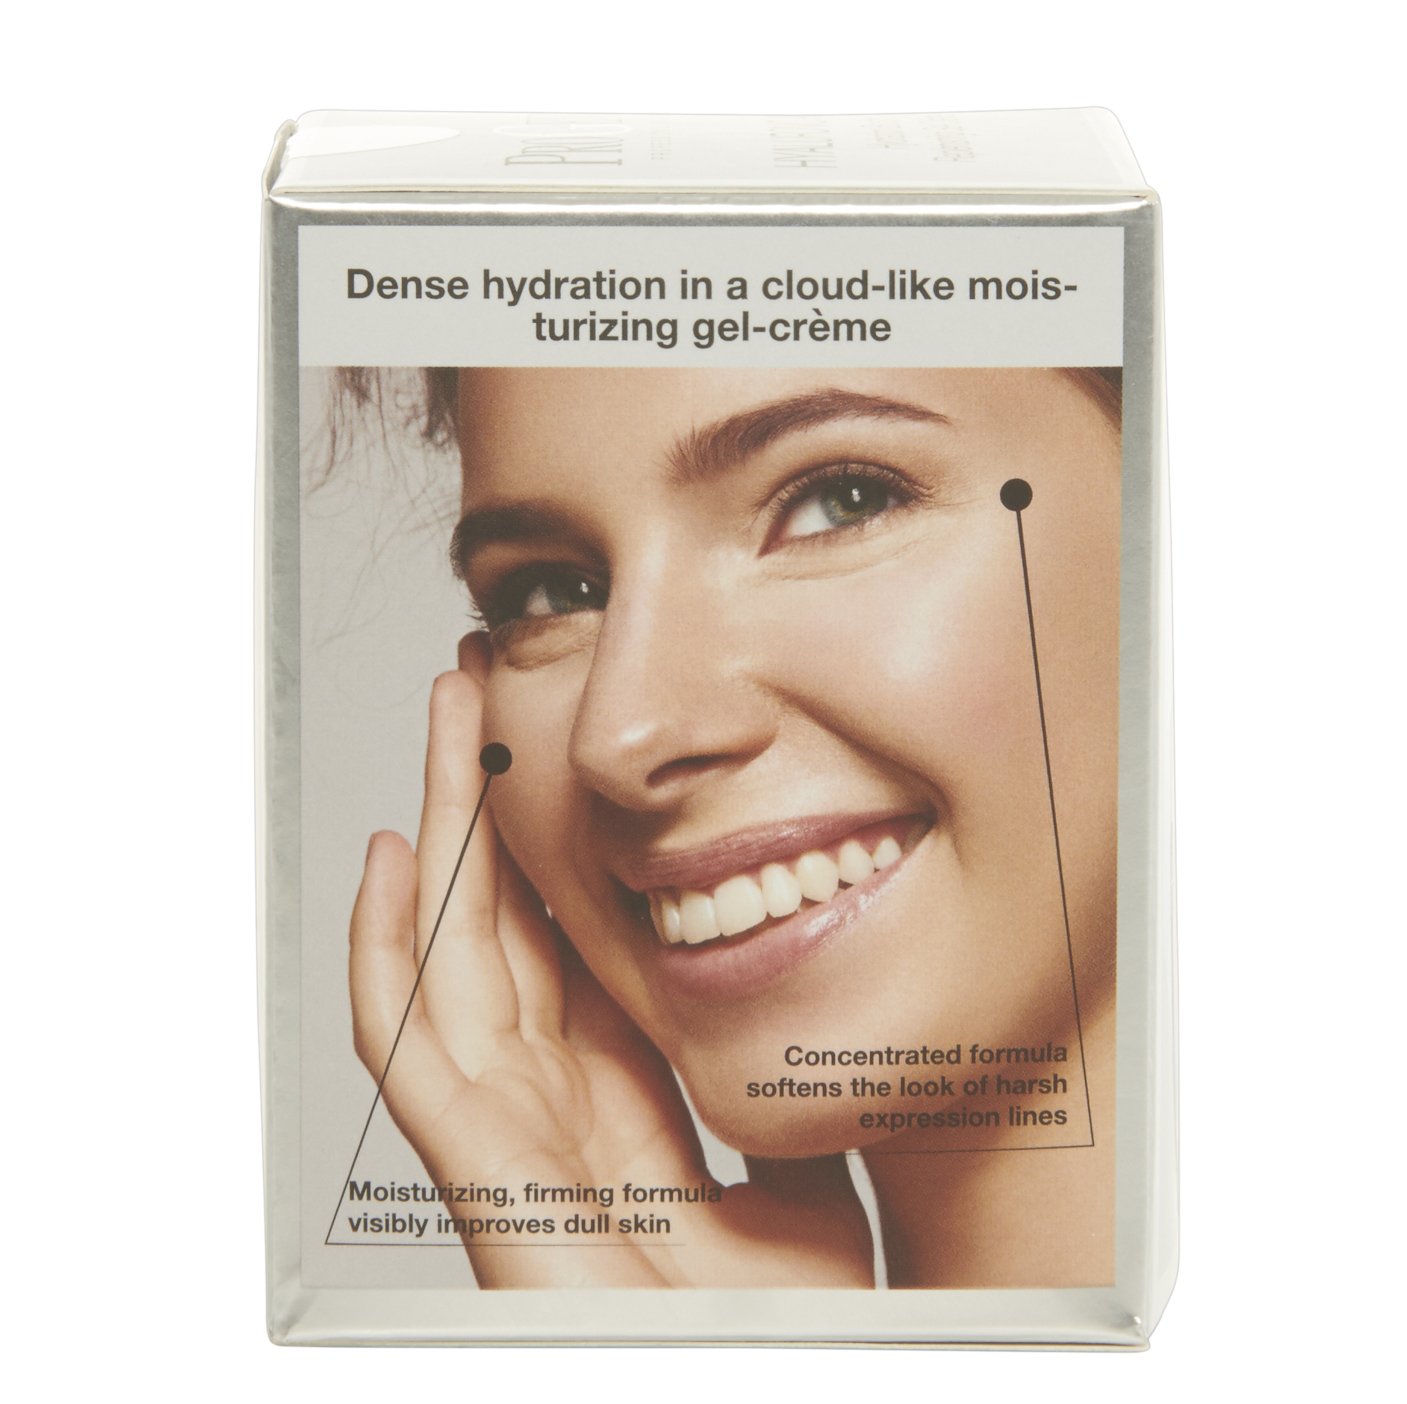 Dense hydration in a cloud-like mois-
turizing gel-crème
Concentrated formula
softens the look of harsh
expression lines
Moisturizing, firming formula
visibly improves dull skin